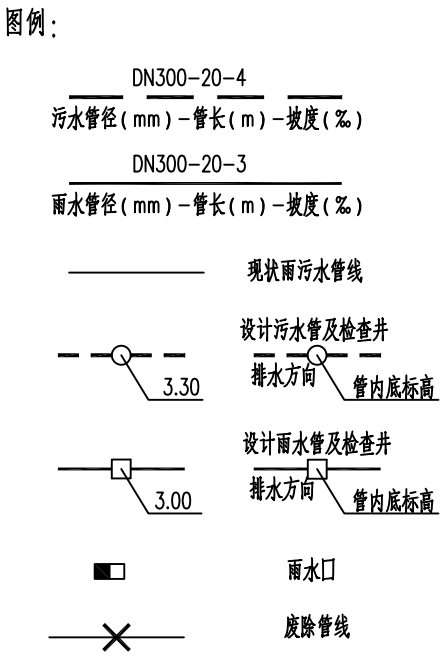 图例：
DN300-20-4
污水管径(mm)-管长(m)-坡度(‰)
DN300-20-3
雨水管径(mm)-管长(m)-坡度(‰)
现状雨污水管线
设计污水管及检查井
排水方向
3.30
管内底标高
设计雨水管及检查井
排水方向
3.00
管内底标高
雨水口
废除管线